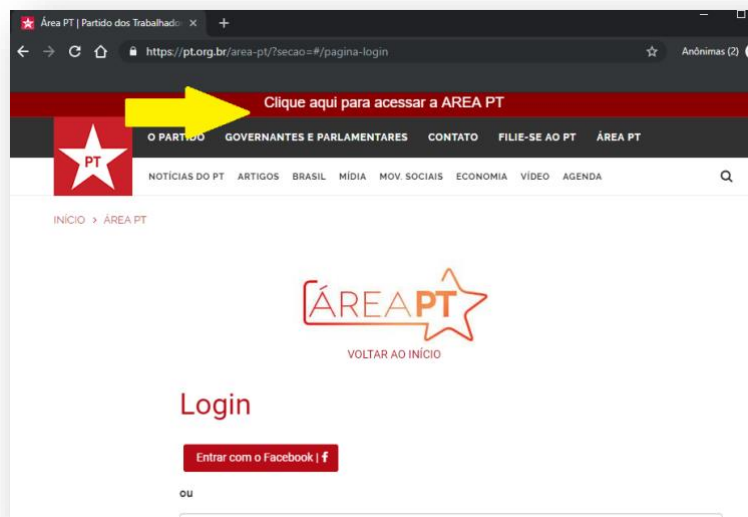 Área PT | Partido dos Trabalhado
https://pt.org.br/area-pt/?secao=#/pagina-login
Anônimas (2)
Clique aqui para acessar a AREA PT
O PARTIDO GOVERNANTES E PARLAMENTARES CONTATO FILIE-SE AO PT ÁREA PT
PT
NOTÍCIAS DO PT ARTIGOS BRASIL MÍDIA MOV. SOCIAIS ECONOMIA VÍDEO AGENDA
INÍCIO > ÁREA PT
ÁREAPT
VOLTAR AO INÍCIO
Login
Entrar com o Facebook | f
ou